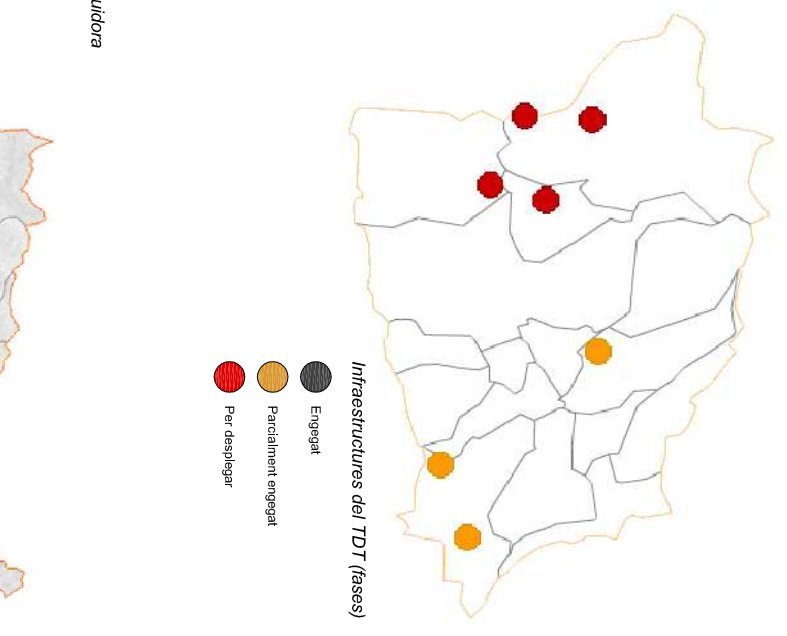 uidora
Infraestructures del TDT (fases)
Engegat
Parcialment engegat
Per desplegar